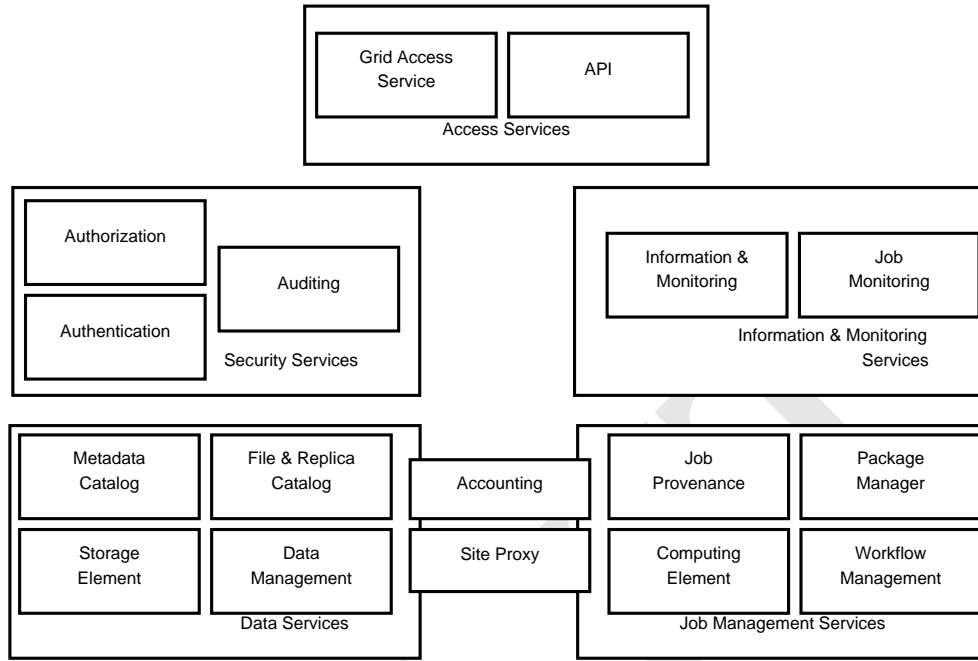 Grid Access
Service
API
Access Services
Authorization
Auditing
Authentication
Security Services
Information &
Monitoring
Job
Monitoring
Information & Monitoring
Services
Metadata
Catalog
File & Replica
Catalog
Storage
Element
Data
Management
Data Services
Accounting
Site Proxy
Job
Provenance
Package
Manager
Computing
Element
Workflow
Management
Job Management Services